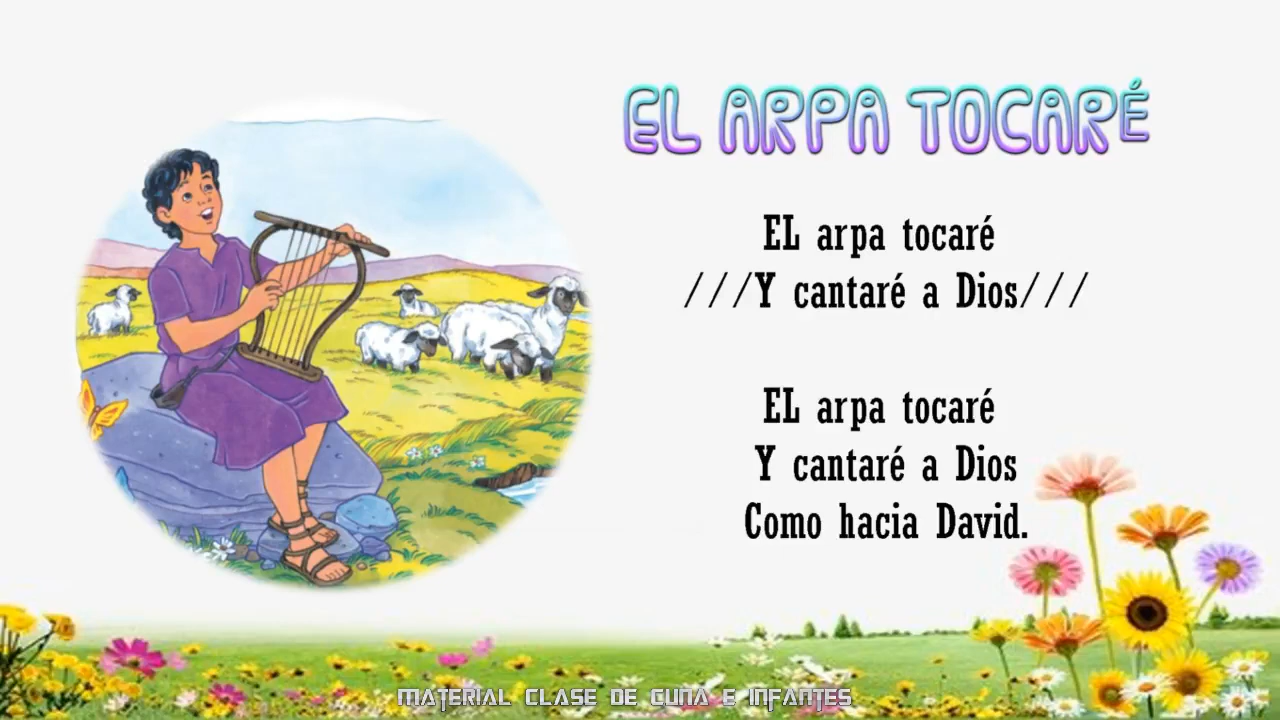 EL ARPA TOCARÉ
EL arpa tocaré
///Y cantaré a Dios///
EL arpa tocaré
Y cantaré a Dios
Como hacia David.
MATERIAL CLASE DE CUNA E INFANTES